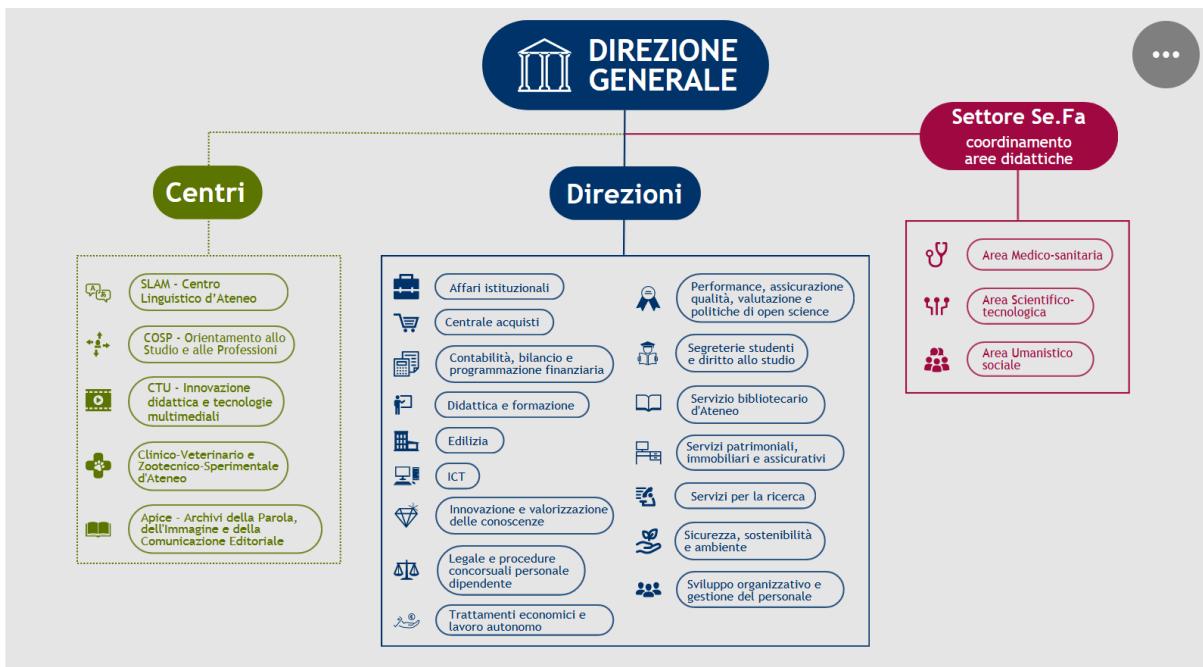 DIREZIONE
GENERALE
Settore Se.Fa
coordinamento
aree didattiche
Centri
Direzioni
SLAM - Centro
Linguistico d'Ateneo
COSP - Orientamento allo
Studio e alle Professioni
CTU - Innovazione
didattica e tecnologie
multimediali
Clinico-Veterinario e
Zootecnico-Sperimentale
d'Ateneo
Apice - Archivi della Parola,
dell'Immagine e della
Comunicazione Editoriale
Affari istituzionali
Centrale acquisti
Contabilità, bilancio e
programmazione finanziaria
Didattica e formazione
Edilizia
ICT
Innovazione e valorizzazione
delle conoscenze
Legale e procedure
concorsuali personale
dipendente
Trattamenti economici e
lavoro autonomo
Performance, assicurazione
qualità, valutazione e
politiche di open science
Segreterie studenti
e diritto allo studio
Servizio bibliotecario
d'Ateneo
Servizi patrimoniali,
immobiliari e assicurativi
Servizi per la ricerca
Sicurezza, sostenibilità
e ambiente
Sviluppo organizzativo e
gestione del personale
Area Medico-sanitaria
Area Scientifico-
tecnologica
Area Umanistico
sociale